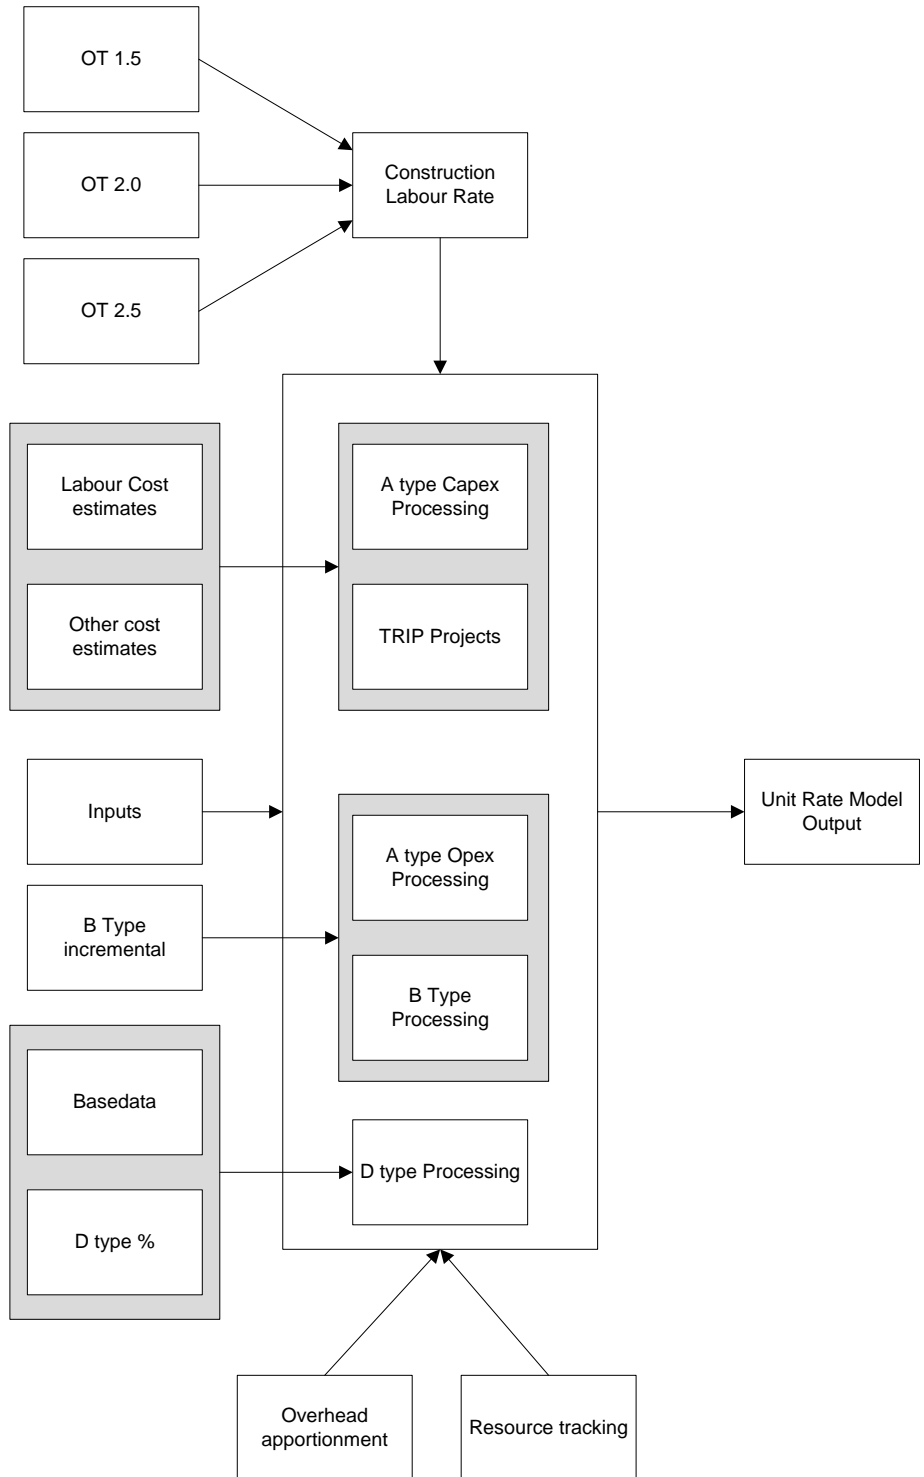 OT 1.5
OT 2.0
Construction
Labour Rate
OT 2.5
Labour Cost
estimates
A type Capex
Processing
Other cost
estimates
TRIP Projects
Inputs
Unit Rate Model
Output
A type Opex
Processing
B Type
incremental
B Type
Processing
Basedata
D type Processing
D type %
Overhead
apportionment
Resource tracking